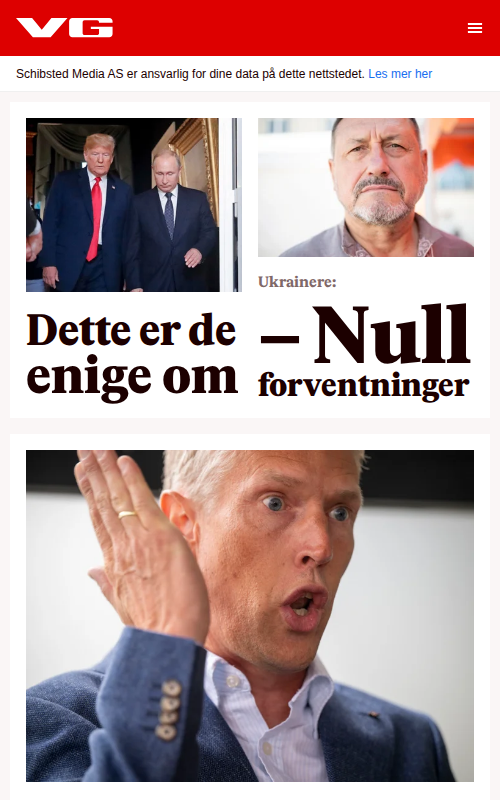 VG
Schibsted Media AS er ansvarlig for dine data på dette nettstedet. Les mer her
Dette er de
enige om
Ukrainere:
– Null
forventninger